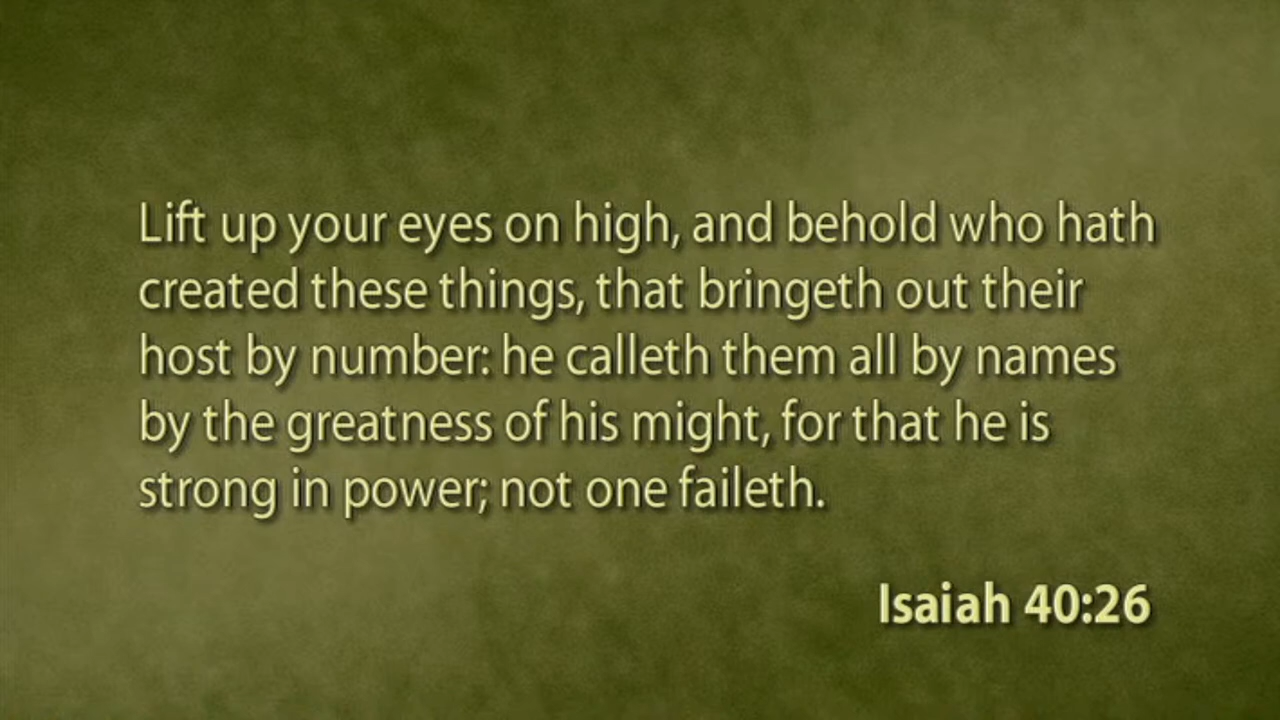 Lift up your eyes on high, and behold who hath
created these things, that bringeth out their
host by number: he calleth them all by names
by the greatness of his might, for that he is
strong in power; not one faileth.
Isaiah 40:26